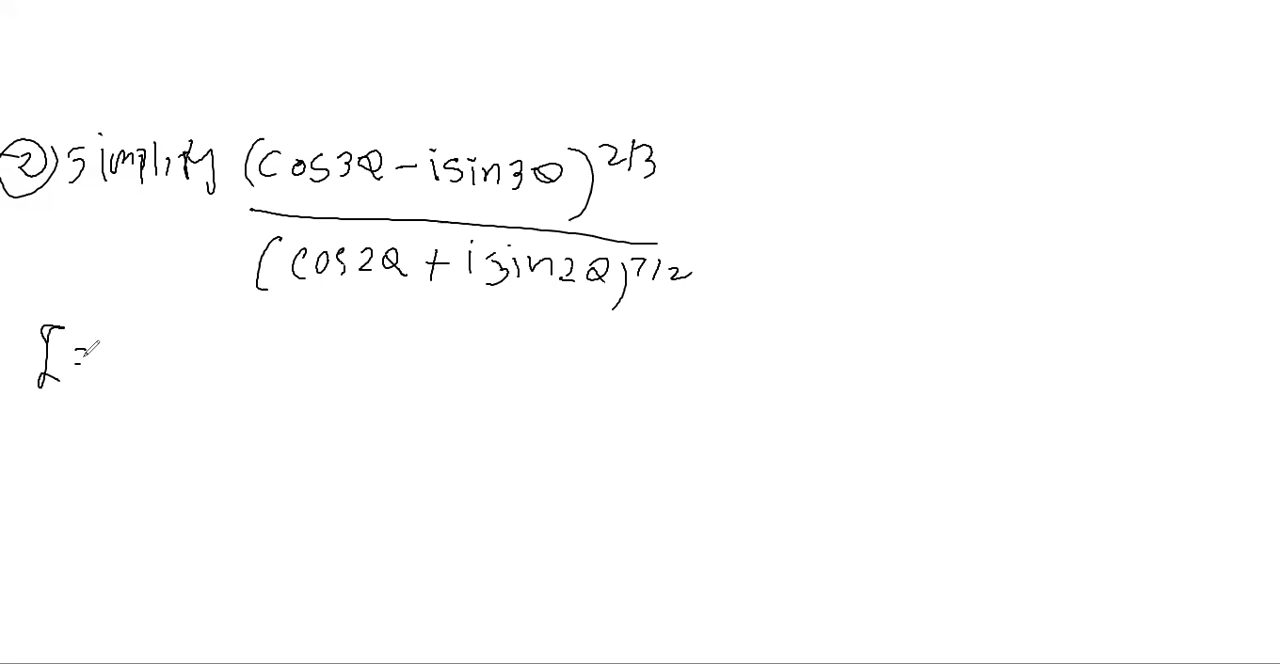 2) Simplify (cos3θ - isin3θ)^2/3
(cos2θ + isin2θ)^7/2
I =